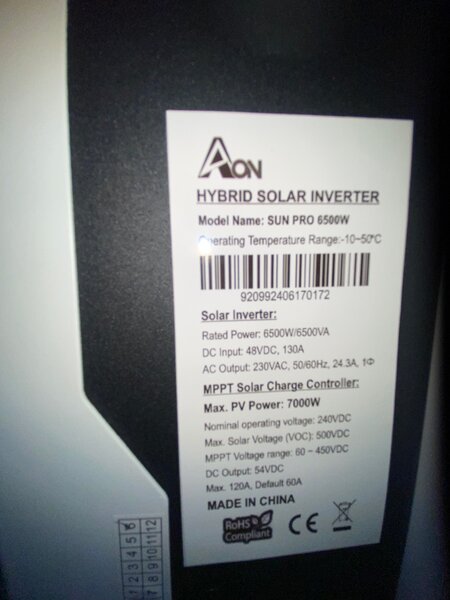 AON
HYBRID SOLAR INVERTER
Model Name: SUN PRO 6500W
Operating Temperature Range:-10~50℃
920992406170172
Solar Inverter:
Rated Power: 6500W/6500VA
DC Input: 48VDC, 130A
AC Output: 230VAC, 50/60Hz, 24.3A, 1Φ
MPPT Solar Charge Controller:
Max. PV Power: 7000W
Nominal operating voltage: 240VDC
Max. Solar Voltage (VOC): 500VDC
MPPT Voltage range: 60 ~ 450VDC
DC Output: 54VDC
Max. 120A, Default 60A
MADE IN CHINA
RoHS
Compliant
CE
1 2 3 4 5 6
7 8 9 10 11 12